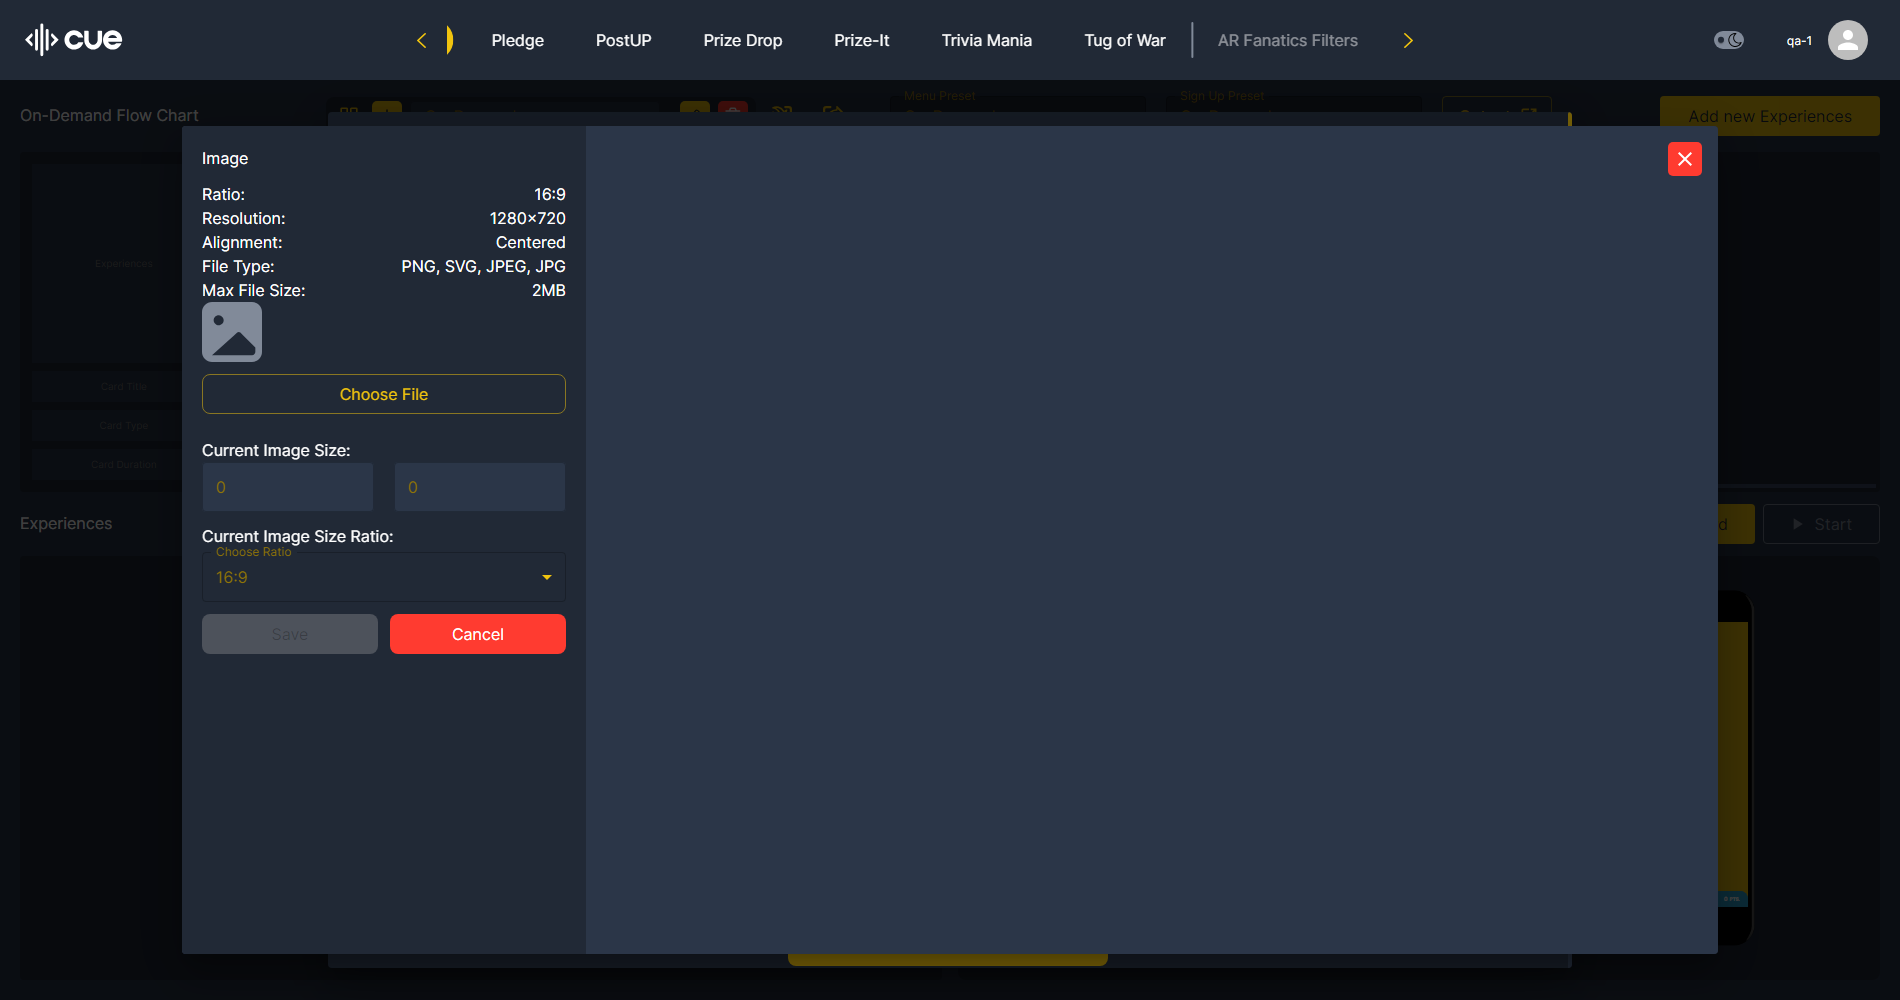 cue
Pledge
PostUP
Prize Drop
Prize-It
Trivia Mania
Tug of War
AR Fanatics Filters
qa-1
On-Demand Flow Chart
Menu Preset
Sign Up Preset
Add new Experiences
Image
Ratio: 16:9
Resolution: 1280×720
Alignment: Centered
File Type: PNG, SVG, JPEG, JPG
Max File Size: 2MB
Choose File
Current Image Size:
0 0
Current Image Size Ratio:
Choose Ratio
16:9
Save Cancel
Experiences
Card Title
Card Type
Card Duration
Experiences
d
Start